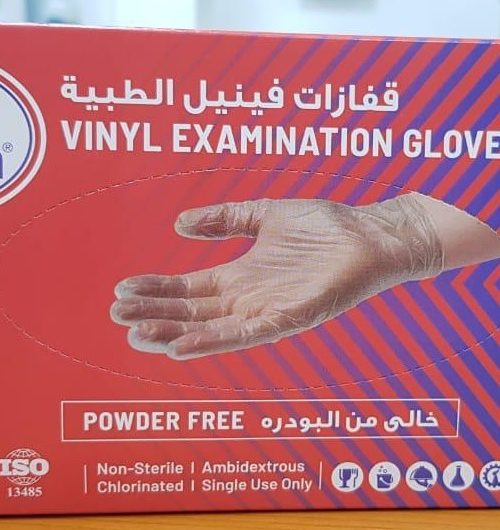 قفازات فينيل الطبية
VINYL EXAMINATION GLOVE
®
POWDER FREE خالى من البودره
ISO
13485
Non-Sterile | Ambidextrous
Chlorinated | Single Use Only